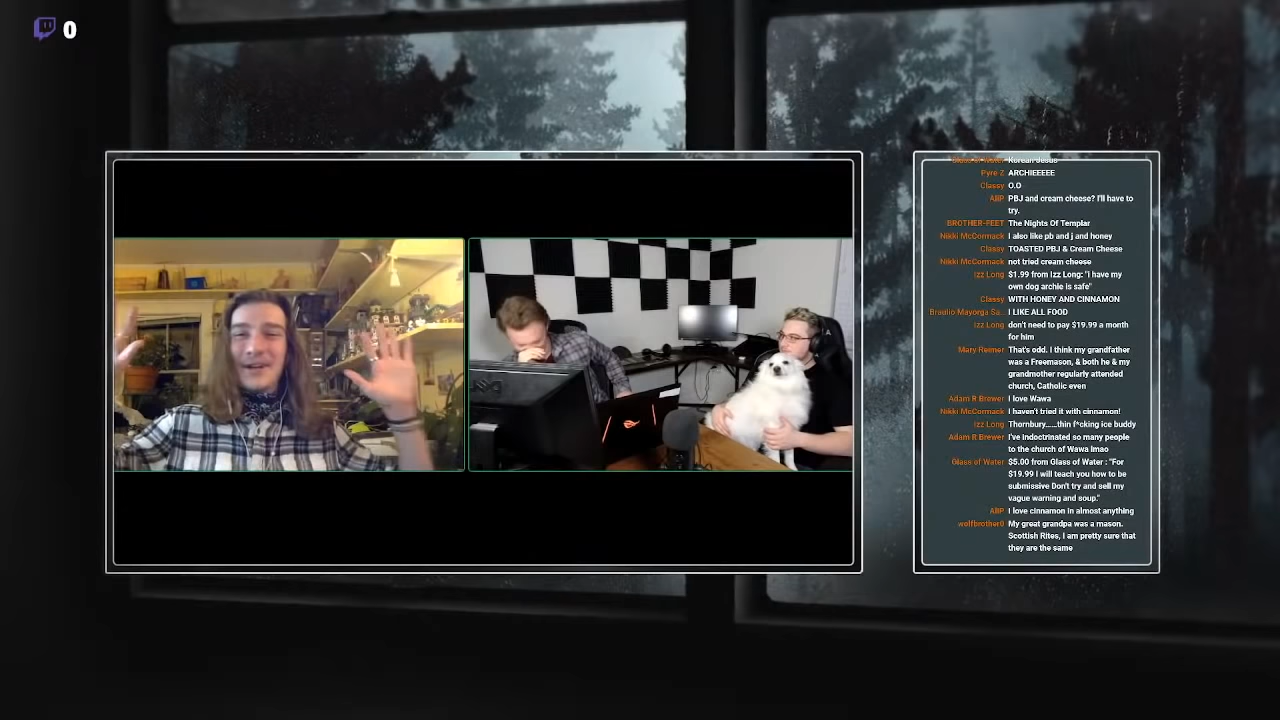 0
Glass of Water Korean Jesus
Pyre Z ARCHIEEEEE
Classy O.O
AliP PBJ and cream cheese? I'll have to
try.
BROTHER-FEET The Nights Of Templar
Nikki McCormack I also like pb and j and honey
Classy TOASTED PBJ & Cream Cheese
Nikki McCormack not tried cream cheese
Izz Long $1.99 from Izz Long: "I have my
own dog archie is safe"
Classy WITH HONEY AND CINNAMON
Braulio Mayorga Sa... I LIKE ALL FOOD
Izz Long don't need to pay $19.99 a month
for him
Mary Reimer That's odd. I think my grandfather
was a Freemason, & both he & my
grandmother regularly attended
church, Catholic even
Adam R Brewer I love Wawa
Nikki McCormack I haven't tried it with cinnamon!
Izz Long Thornbury......thin f*cking ice buddy
Adam R Brewer I've indoctrinated so many people
to the church of Wawa lmao
Glass of Water $5.00 from Glass of Water : "For
$19.99 I will teach you how to be
submissive Don't try and sell my
vague warning and soup."
AliP I love cinnamon in almost anything
wolfbrother0 My great grandpa was a mason.
Scottish Rites, I am pretty sure that
they are the same